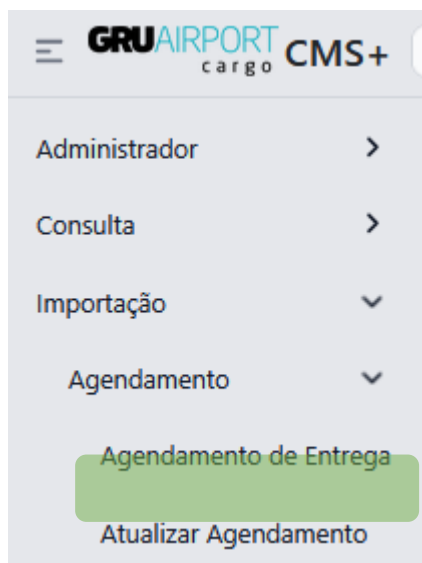 GRUAIRPORT
cargo
CMS+
Administrador
Consulta
Importação
Agendamento
Agendamento de Entrega
Atualizar Agendamento